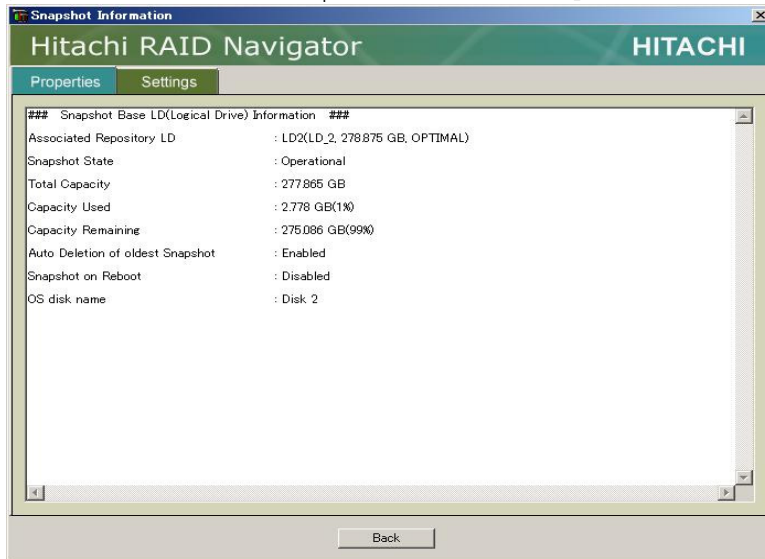 Snapshot Information
Hitachi RAID Navigator HITACHI
Properties Settings
### Snapshot Base LD(Logical Drive) Information ###
Associated Repository LD : LD2(LD_2, 278.875 GB, OPTIMAL)
Snapshot State : Operational
Total Capacity : 277.865 GB
Capacity Used : 2.778 GB(1%)
Capacity Remaining : 275.086 GB(99%)
Auto Deletion of oldest Snapshot : Enabled
Snapshot on Reboot : Disabled
OS disk name : Disk 2
Back